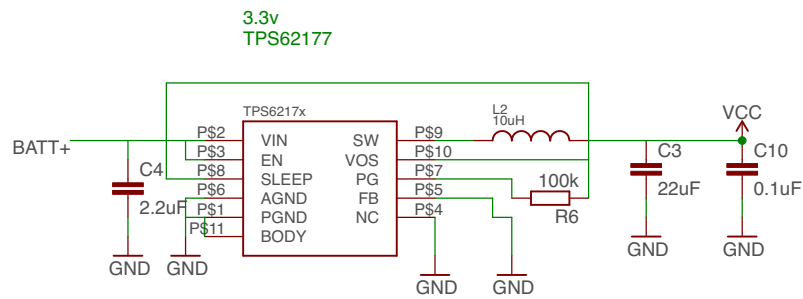 3.3v
TPS62177
TPS6217x
L2
10uH
VCC
BATT+
P$2
VIN
SW
P$9
P$3
EN
VOS
P$10
C4
P$8
SLEEP
PG
P$7
100k
C3
C10
2.2uF
P$6
AGND
FB
P$5
R6
22uF
0.1uF
P$1
PGND
NC
P$4
P$11
BODY
GND
GND
GND
GND
GND
GND